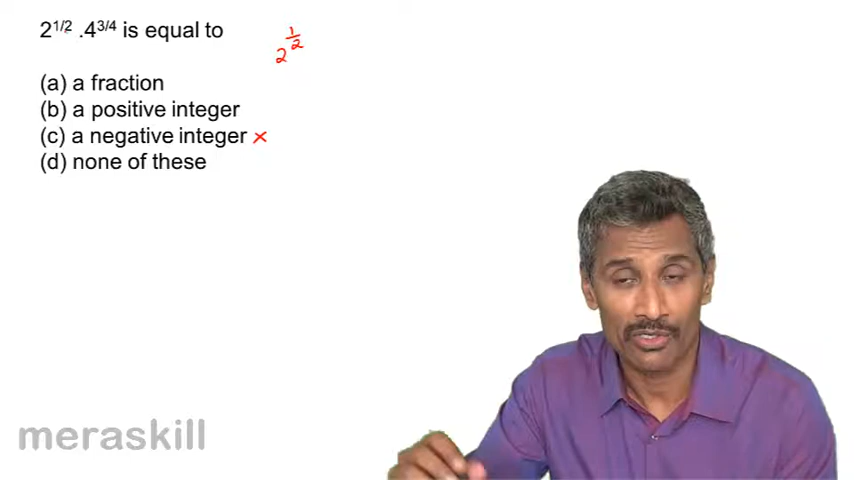 2^{1/2} .4^{3/4} is equal to
2^{1/2}
(a) a fraction
(b) a positive integer
(c) a negative integer ×
(d) none of these
meraskill